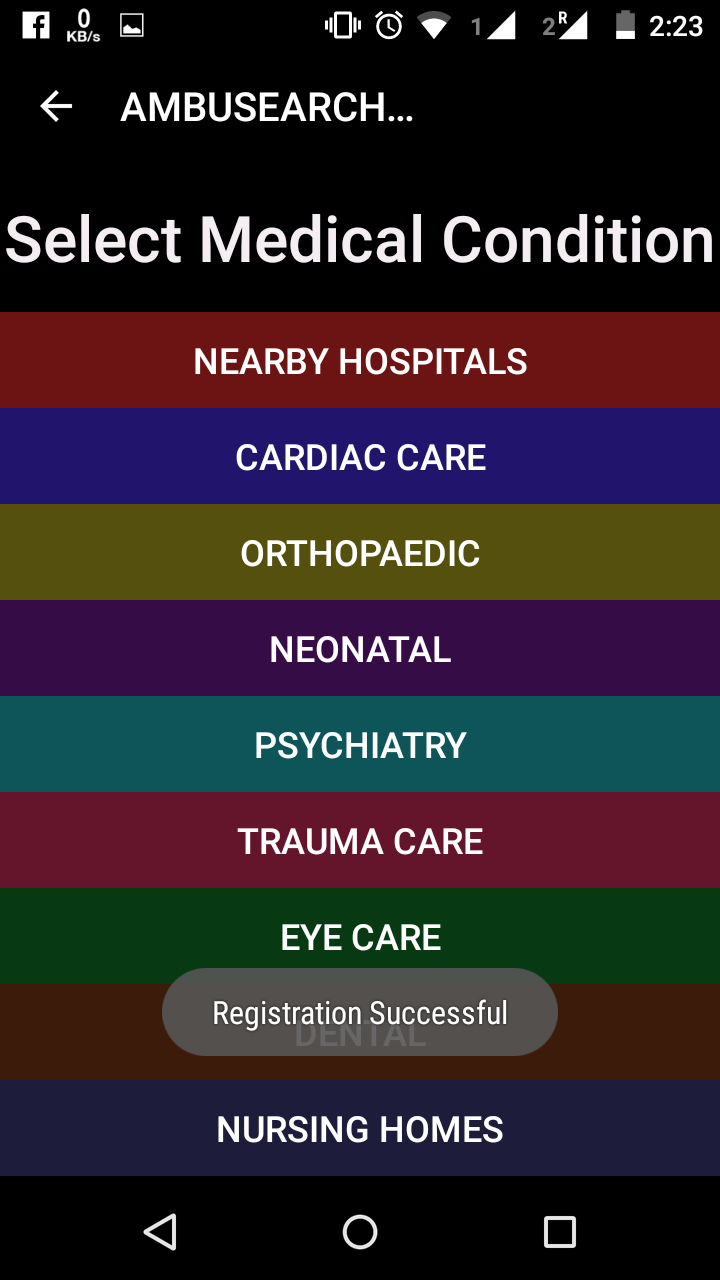 0
KB/s
1
2
R
2:23
AMBUSEARCH...
Select Medical Condition
NEARBY HOSPITALS
CARDIAC CARE
ORTHOPAEDIC
NEONATAL
PSYCHIATRY
TRAUMA CARE
EYE CARE
Registration Successful
DENTAL
NURSING HOMES